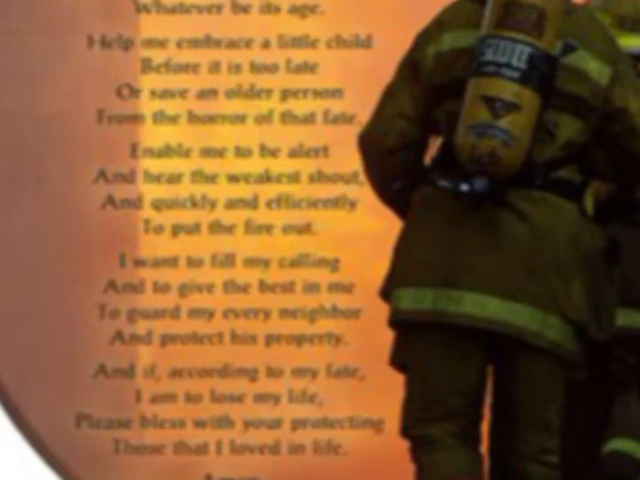 Whatever be its age.
Help me embrace a little child
Before it is too late
Or save an older person
From the horror of that fate.
Enable me to be alert
And hear the weakest shout,
And quickly and efficiently
To put the fire out.
I want to fill my calling
And to give the best in me
To guard my every neighbor
And protect his property.
And if, according to my fate,
I am to lose my life,
Please bless with your protecting
Those that I loved in life.